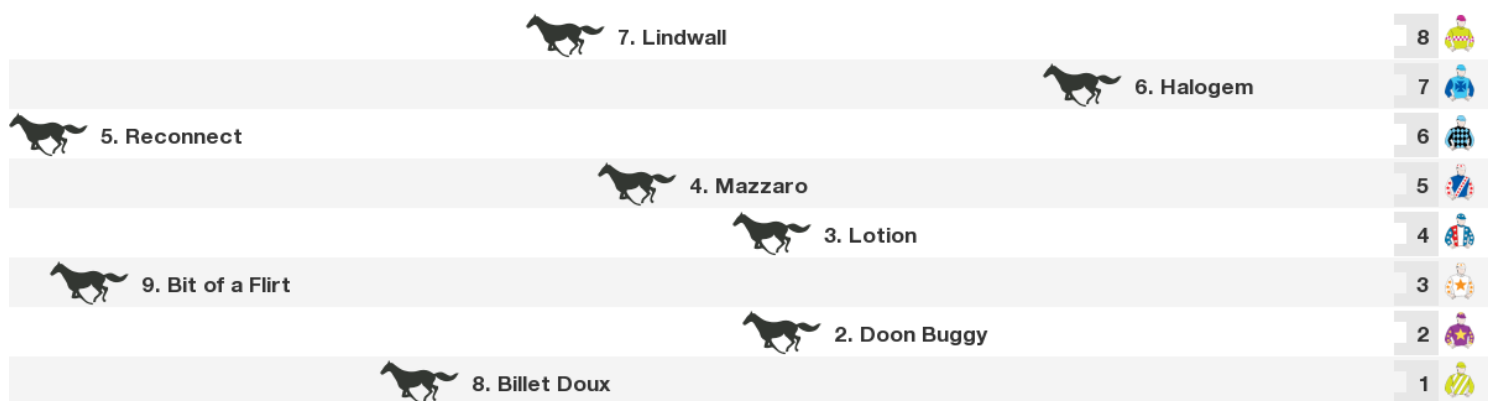 7. Lindwall 8
6. Halogem 7
5. Reconnect 6
4. Mazzaro 5
3. Lotion 4
9. Bit of a Flirt 3
2. Doon Buggy 2
8. Billet Doux 1